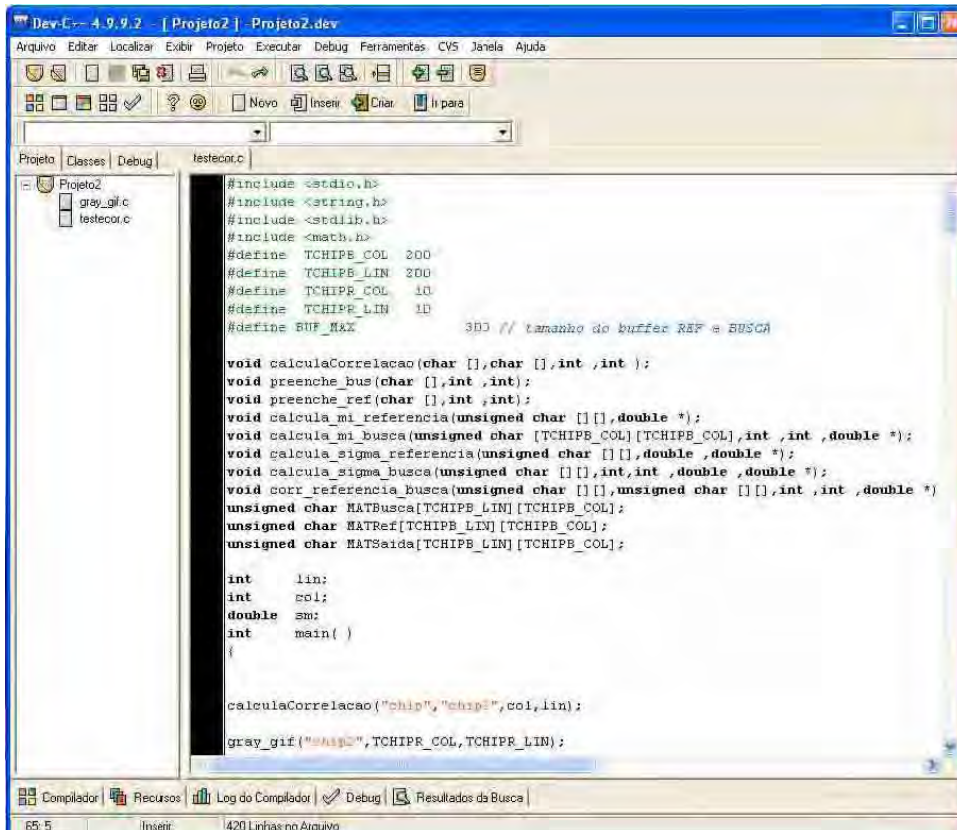 Dev-C++ 4.9.9.2 - [ Projeto2 ] - Projeto2.dev
Arquivo Editar Localizar Exibir Projeto Executar Debug Ferramentas CVS Janela Ajuda
Novo Inserir Criar Ir para
Projeto Classes Debug testecor.c
Projeto2
gray_gif.c
testecor.c
#include <stdio.h>
#include <string.h>
#include <stdlib.h>
#include <math.h>
#define TCHIPB_COL 200
#define TCHIPB_LIN 200
#define TCHIPR_COL 10
#define TCHIPR_LIN 10
#define BUF_MAX 300 // tamanho do buffer REF e BUSCA
void calculaCorrelacao(char [],char [],int ,int );
void preenche_bus(char [],int ,int);
void preenche_ref(char [],int ,int);
void calcula_mi_referencia(unsigned char [][],double *);
void calcula_mi_busca(unsigned char [TCHIPB_COL][TCHIPB_COL],int ,int ,double *);
void calcula_sigma_referencia(unsigned char [][],double ,double *);
void calcula_sigma_busca(unsigned char [][],int,int ,double ,double *);
void corr_referencia_busca(unsigned char [][],unsigned char [][],int ,int ,double *)
unsigned char MATBusca[TCHIPB_LIN][TCHIPB_COL];
unsigned char MATRef[TCHIPB_LIN][TCHIPB_COL];
unsigned char MATSaida[TCHIPB_LIN][TCHIPB_COL];
int lin;
int col;
double sm;
int main( )
{
calculaCorrelacao("chip","chip2",col,lin);
gray_gif("chip2",TCHIPR_COL,TCHIPR_LIN);
Compilador Recursos Log do Compilador Debug Resultados da Busca
65: 5 Inserir 420 Linhas no Arquivo